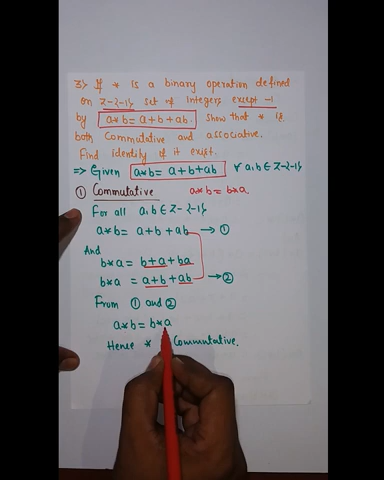 3) If * is a binary operation defined
on Z-{-1}, set of Integers except -1
by a*b = a+b+ab. Show that * is
both Commutative and associative.
Find identity if it exist.
=> Given a*b = a+b+ab ∀ a,b ∈ Z-{-1}
① Commutative a*b = b*a
For all a,b ∈ Z-{-1}
a*b = a+b+ab → ①
And
b*a = b+a+ba
b*a = a+b+ab → ②
From ① and ②
a*b = b*a
Hence * Commutative.